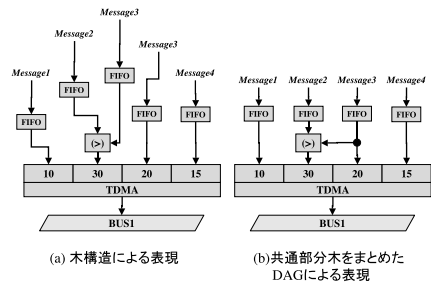 Message1
Message2
Message3
Message3
Message4
FIFO
FIFO
FIFO
FIFO
FIFO
(>)
10 30 20 15
TDMA
BUS1
(a) 木構造による表現
Message1 Message2 Message3 Message4
FIFO FIFO FIFO FIFO
(>)
10 30 20 15
TDMA
BUS1
(b)共通部分木をまとめた
DAGによる表現